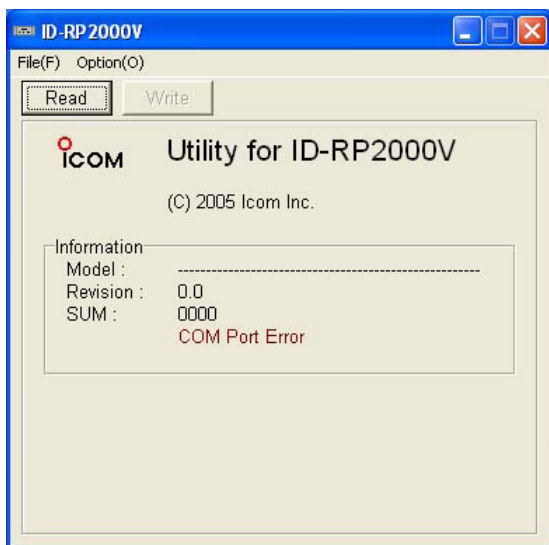 ID-RP2000V
File(F) Option(O)
Read Write
ICOM Utility for ID-RP2000V
(C) 2005 Icom Inc.
Information
Model : ------------------------------------------------------
Revision : 0.0
SUM : 0000
COM Port Error